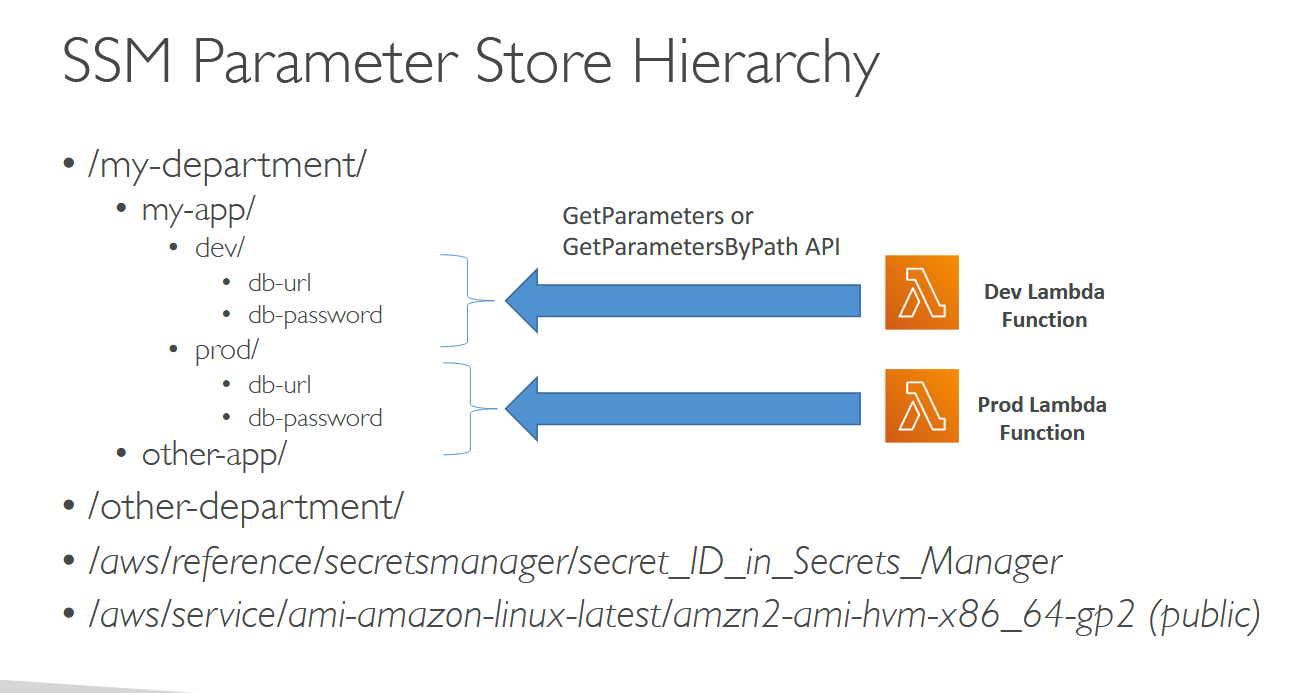 SSM Parameter Store Hierarchy
• /my-department/
• my-app/
• dev/
• db-url
• db-password
• prod/
• db-url
• db-password
• other-app/
• /other-department/
• /aws/reference/secretsmanager/secret_ID_in_Secrets_Manager
• /aws/service/ami-amazon-linux-latest/amzn2-ami-hvm-x86_64-gp2 (public)
GetParameters or
GetParametersByPath API
Dev Lambda
Function
Prod Lambda
Function